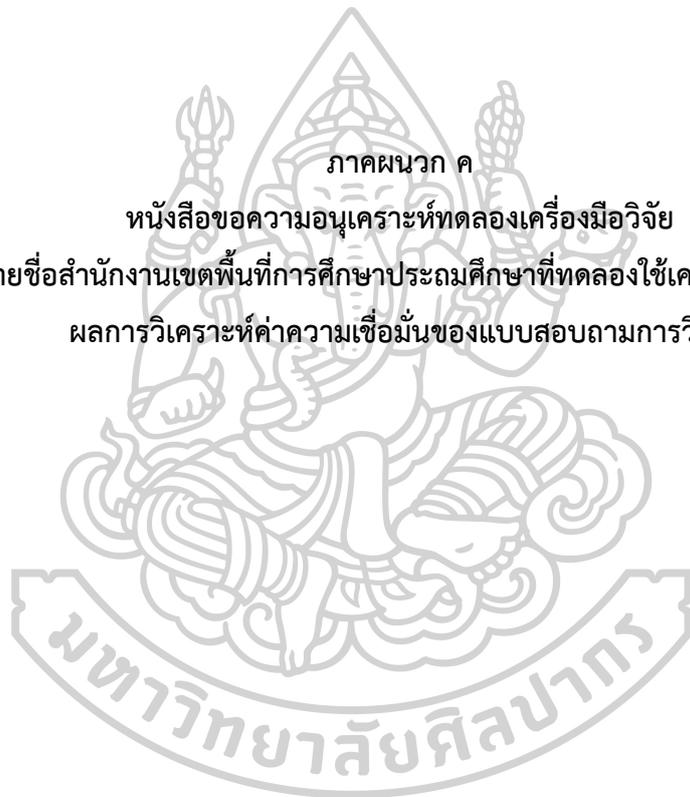 ภาคผนวก ค
หนังสือขอความอนุเคราะห์ทดลองเครื่องมือวิจัย
ายชื่อสำนักงานเขตพื้นที่การศึกษาประถมศึกษาที่ทดลองใช้เค
ผลการวิเคราะห์ค่าความเชื่อมั่นของแบบสอบถามการวิ
มหาวิทยาลัยศิลปากร